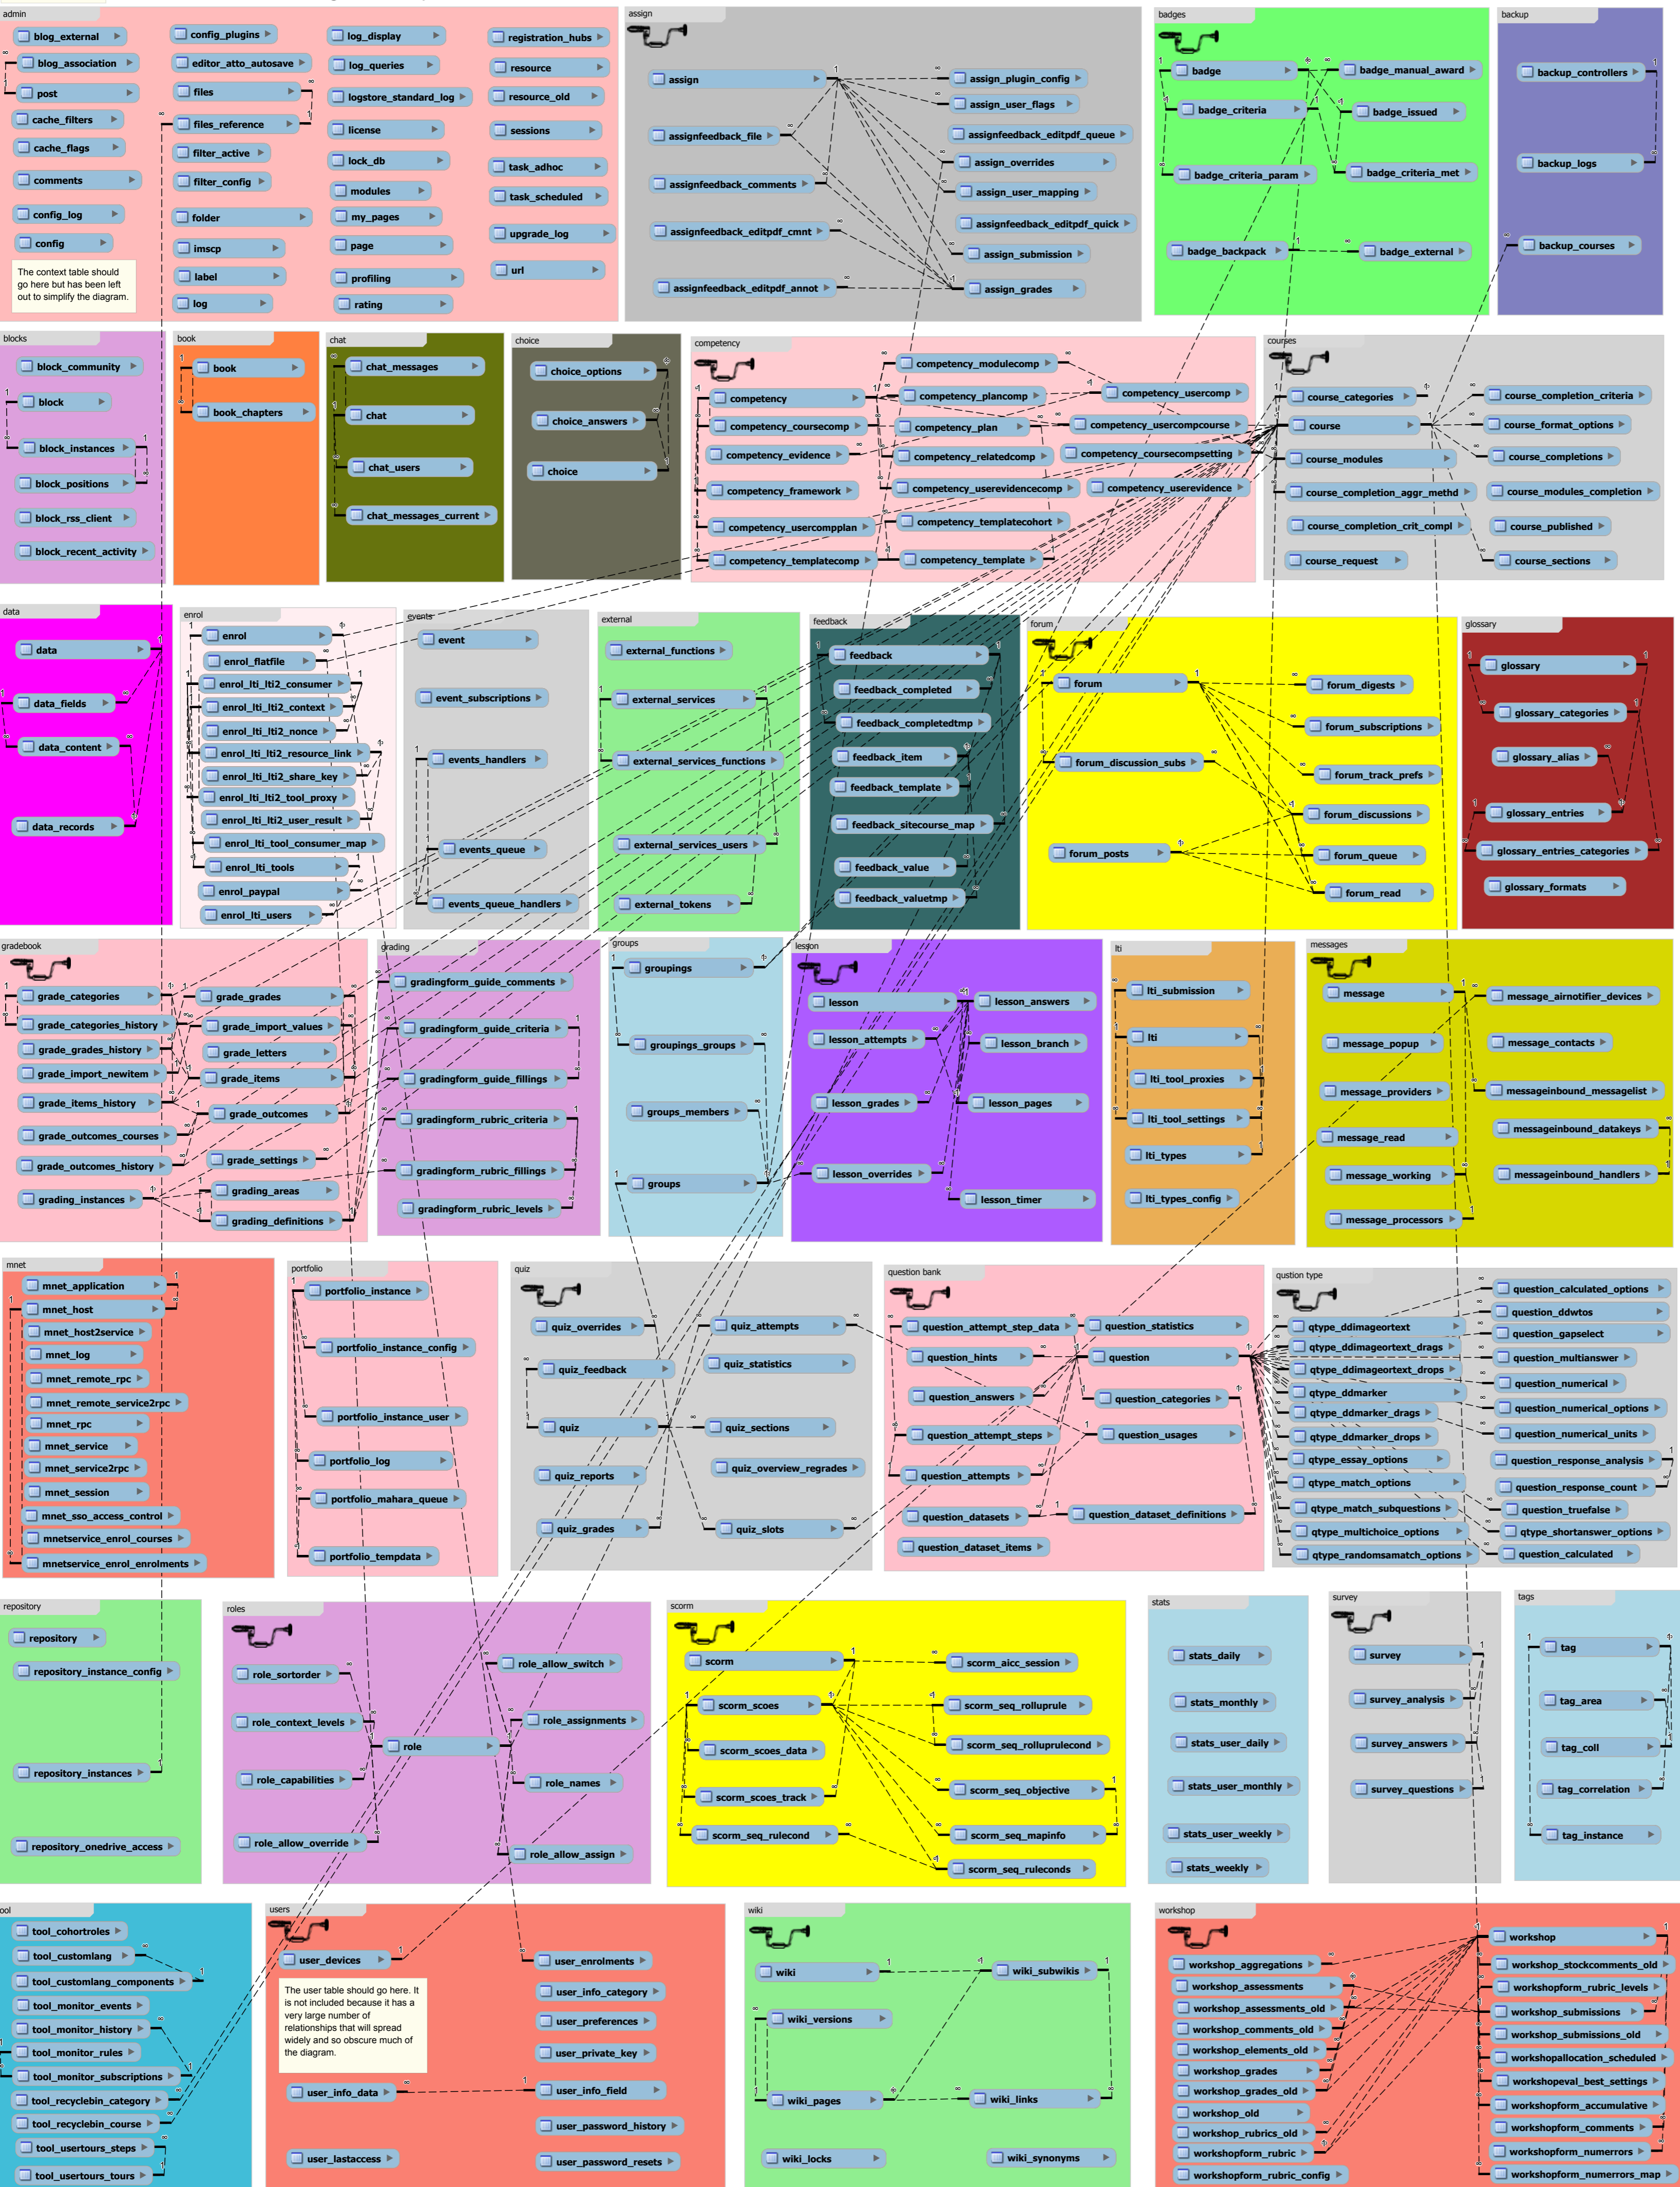 admin
blog_external
blog_association
post
cache_filters
cache_flags
comments
config_log
config
The context table should
go here but has been left
out to simplify the diagram.
config_plugins
editor_atto_autosave
files
files_reference
filter_active
filter_config
folder
imscp
label
log
log_display
log_queries
logstore_standard_log
license
lock_db
modules
my_pages
page
profiling
rating
registration_hubs
resource
resource_old
sessions
task_adhoc
task_scheduled
upgrade_log
url
assign
assign
assignfeedback_file
assignfeedback_comments
assignfeedback_editpdf_cmnt
assignfeedback_editpdf_annot
assign_plugin_config
assign_user_flags
assignfeedback_editpdf_queue
assign_overrides
assign_user_mapping
assignfeedback_editpdf_quick
assign_submission
assign_grades
badges
badge
badge_criteria
badge_criteria_param
badge_backpack
badge_manual_award
badge_issued
badge_criteria_met
badge_external
backup
backup_controllers
backup_logs
backup_courses
blocks
block_community
block
block_instances
block_positions
block_rss_client
block_recent_activity
book
book
book_chapters
chat
chat_messages
chat
chat_users
chat_messages_current
choice
choice_options
choice_answers
choice
competency
competency
competency_coursecomp
competency_evidence
competency_framework
competency_usercompplan
competency_templatecomp
competency_modulecomp
competency_plancomp
competency_plan
competency_relatedcomp
competency_userevidencecomp
competency_templatecohort
competency_template
competency_usercomp
competency_usercompcourse
competency_coursecompsetting
competency_userevidence
courses
course_categories
course
course_modules
course_completion_aggr_methd
course_completion_crit_compl
course_request
course_completion_criteria
course_format_options
course_completions
course_modules_completion
course_published
course_sections
data
data
data_fields
data_content
data_records
enrol
enrol
enrol_flatfile
enrol_lti_lti2_consumer
enrol_lti_lti2_context
enrol_lti_lti2_nonce
enrol_lti_lti2_resource_link
enrol_lti_lti2_share_key
enrol_lti_lti2_tool_proxy
enrol_lti_lti2_user_result
enrol_lti_tool_consumer_map
enrol_lti_tools
enrol_paypal
enrol_lti_users
events
event
event_subscriptions
events_handlers
events_queue
events_queue_handlers
external
external_functions
external_services
external_services_functions
external_services_users
external_tokens
feedback
feedback
feedback_completed
feedback_completedtmp
feedback_item
feedback_template
feedback_sitecourse_map
feedback_value
feedback_valuetmp
forum
forum
forum_discussion_subs
forum_posts
forum_digests
forum_subscriptions
forum_track_prefs
forum_discussions
forum_queue
forum_read
glossary
glossary
glossary_categories
glossary_alias
glossary_entries
glossary_entries_categories
glossary_formats
gradebook
grade_categories
grade_categories_history
grade_grades_history
grade_import_newitem
grade_items_history
grade_outcomes_courses
grade_outcomes_history
grading_instances
grade_grades
grade_import_values
grade_letters
grade_items
grade_outcomes
grade_settings
grading_areas
grading_definitions
grading
gradingform_guide_comments
gradingform_guide_criteria
gradingform_guide_fillings
gradingform_rubric_criteria
gradingform_rubric_fillings
gradingform_rubric_levels
groups
groupings
groupings_groups
groups_members
groups
lesson
lesson
lesson_attempts
lesson_grades
lesson_overrides
lesson_answers
lesson_branch
lesson_pages
lesson_timer
lti
lti_submission
lti
lti_tool_proxies
lti_tool_settings
lti_types
lti_types_config
messages
message
message_popup
message_providers
message_read
message_working
message_processors
message_airnotifier_devices
message_contacts
messageinbound_messagelist
messageinbound_datakeys
messageinbound_handlers
mnet
mnet_application
mnet_host
mnet_host2service
mnet_log
mnet_remote_rpc
mnet_remote_service2rpc
mnet_rpc
mnet_service
mnet_service2rpc
mnet_session
mnet_sso_access_control
mnetservice_enrol_courses
mnetservice_enrol_enrolments
portfolio
portfolio_instance
portfolio_instance_config
portfolio_instance_user
portfolio_log
portfolio_mahara_queue
portfolio_tempdata
quiz
quiz_overrides
quiz_feedback
quiz
quiz_reports
quiz_grades
quiz_attempts
quiz_statistics
quiz_sections
quiz_overview_regrades
quiz_slots
question bank
question_attempt_step_data
question_hints
question_answers
question_attempt_steps
question_attempts
question_datasets
question_dataset_items
question_statistics
question
question_categories
question_usages
question_dataset_definitions
qustion type
qtype_ddimageortext
qtype_ddimageortext_drags
qtype_ddimageortext_drops
qtype_ddmarker
qtype_ddmarker_drags
qtype_ddmarker_drops
qtype_essay_options
qtype_match_options
qtype_match_subquestions
qtype_multichoice_options
qtype_randomsamatch_options
question_calculated_options
question_ddwtos
question_gapselect
question_multianswer
question_numerical
question_numerical_options
question_numerical_units
question_response_analysis
question_response_count
question_truefalse
qtype_shortanswer_options
question_calculated
repository
repository
repository_instance_config
repository_instances
repository_onedrive_access
roles
role_sortorder
role_context_levels
role_capabilities
role_allow_override
role
role_allow_switch
role_assignments
role_names
role_allow_assign
scorm
scorm
scorm_scoes
scorm_scoes_data
scorm_scoes_track
scorm_seq_rulecond
scorm_aicc_session
scorm_seq_rolluprule
scorm_seq_rolluprulecond
scorm_seq_objective
scorm_seq_mapinfo
scorm_seq_ruleconds
stats
stats_daily
stats_monthly
stats_user_daily
stats_user_monthly
stats_user_weekly
stats_weekly
survey
survey
survey_analysis
survey_answers
survey_questions
tags
tag
tag_area
tag_coll
tag_correlation
tag_instance
ool
tool_cohortroles
tool_customlang
tool_customlang_components
tool_monitor_events
tool_monitor_history
tool_monitor_rules
tool_monitor_subscriptions
tool_recyclebin_category
tool_recyclebin_course
tool_usertours_steps
tool_usertours_tours
users
user_devices
The user table should go here. It
is not included because it has a
very large number of
relationships that will spread
widely and so obscure much of
the diagram.
user_info_data
user_lastaccess
user_enrolments
user_info_category
user_preferences
user_private_key
user_info_field
user_password_history
user_password_resets
wiki
wiki
wiki_versions
wiki_pages
wiki_locks
wiki_subwikis
wiki_links
wiki_synonyms
workshop
workshop_aggregations
workshop_assessments
workshop_assessments_old
workshop_comments_old
workshop_elements_old
workshop_grades
workshop_grades_old
workshop_old
workshop_rubrics_old
workshopform_rubric
workshopform_rubric_config
workshop
workshop_stockcomments_old
workshopform_rubric_levels
workshop_submissions
workshop_submissions_old
workshopallocation_scheduled
workshopeval_best_settings
workshopform_accumulative
workshopform_comments
workshopform_numerrors
workshopform_numerrors_map